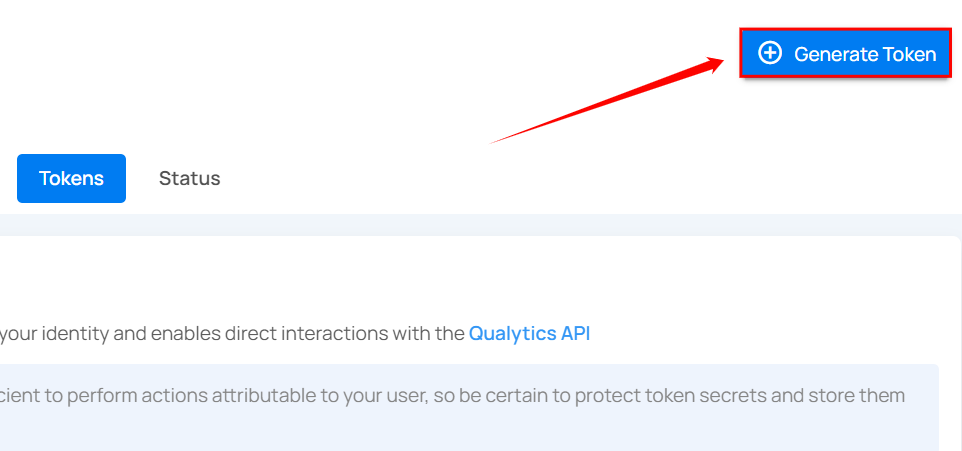 Generate Token
Tokens Status
your identity and enables direct interactions with the Qualytics API
cient to perform actions attributable to your user, so be certain to protect token secrets and store them